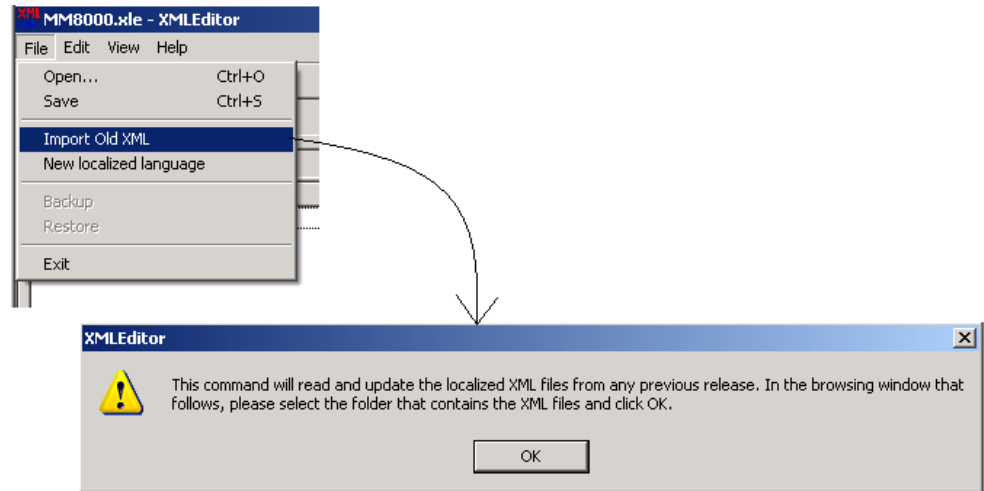 XML MM8000.xle - XMLEditor
File Edit View Help
Open... Ctrl+O
Save Ctrl+S
Import Old XML
New localized language
Backup
Restore
Exit
XMLEditor
This command will read and update the localized XML files from any previous release. In the browsing window that
follows, please select the folder that contains the XML files and click OK.
OK